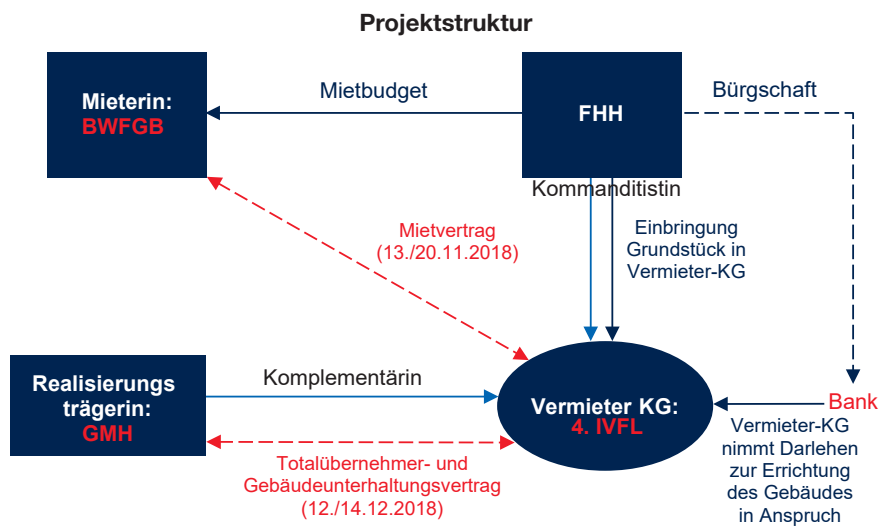 Projektstruktur
Mieterin:
BWFGB
Mietbudget
FHH
Bürgschaft
Kommanditistin
Mietvertrag
(13./20.11.2018)
Einbringung
Grundstück in
Vermieter-KG
Realisierungs
trägerin:
GMH
Komplementärin
Vermieter KG:
4. IVFL
Bank
Totalübernehmer- und
Gebäudeunterhaltungsvertrag
(12./14.12.2018)
Vermieter-KG
nimmt Darlehen
zur Errichtung
des Gebäudes
in Anspruch